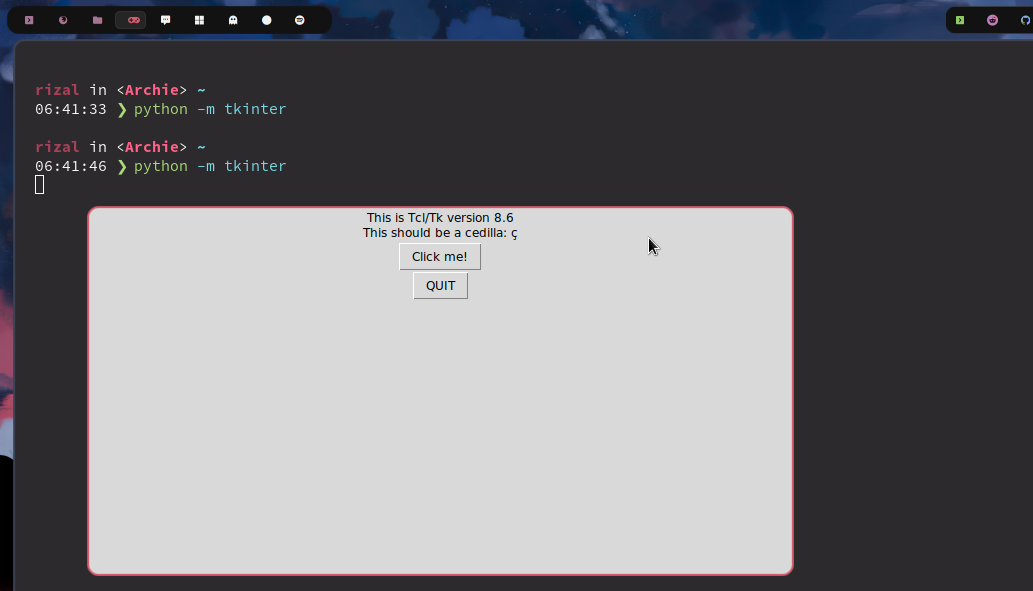 rizal in <Archie> ~
06:41:33 ❯ python -m tkinter
rizal in <Archie> ~
06:41:46 ❯ python -m tkinter
This is Tcl/Tk version 8.6
This should be a cedilla: ç
Click me!
QUIT